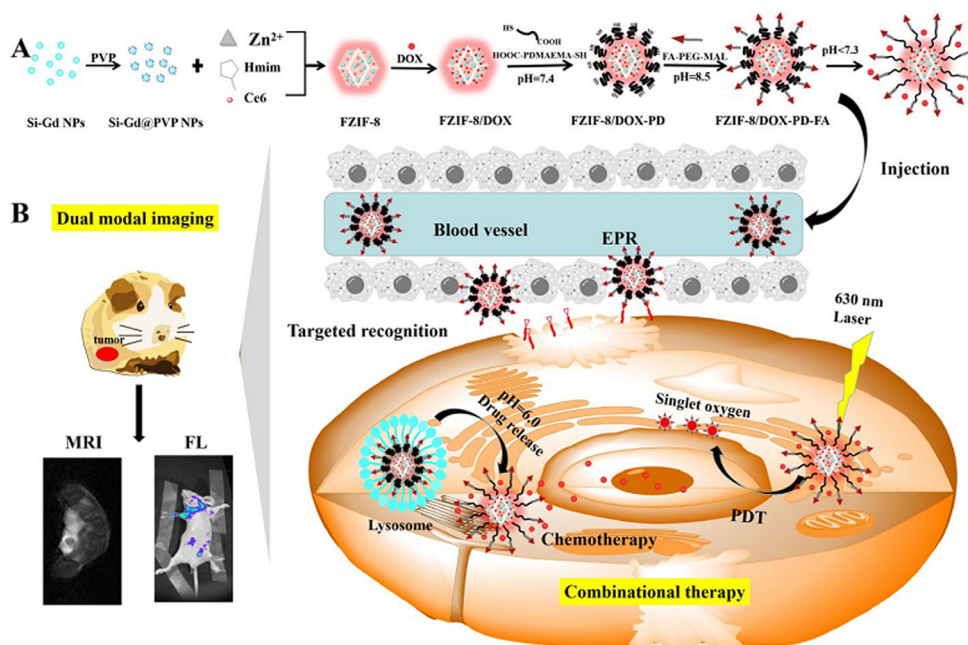 A
Si-Gd NPs
PVP
Si-Gd@PVP NPs
+
Zn²⁺
Hmim
Ce6
FZIF-8
DOX
FZIF-8/DOX
HS
COOH
HOOC-PDMAEMA-SH
pH=7.4
FZIF-8/DOX-PD
FA-PEG-MAL
pH=8.5
FZIF-8/DOX-PD-FA
pH<7.3
Injection
B
Dual modal imaging
tumor
MRI
FL
Blood vessel
EPR
Targeted recognition
630 nm
Laser
pH=6.0
Drug release
Singlet oxygen
Lysosome
PDT
Chemotherapy
Combinational therapy